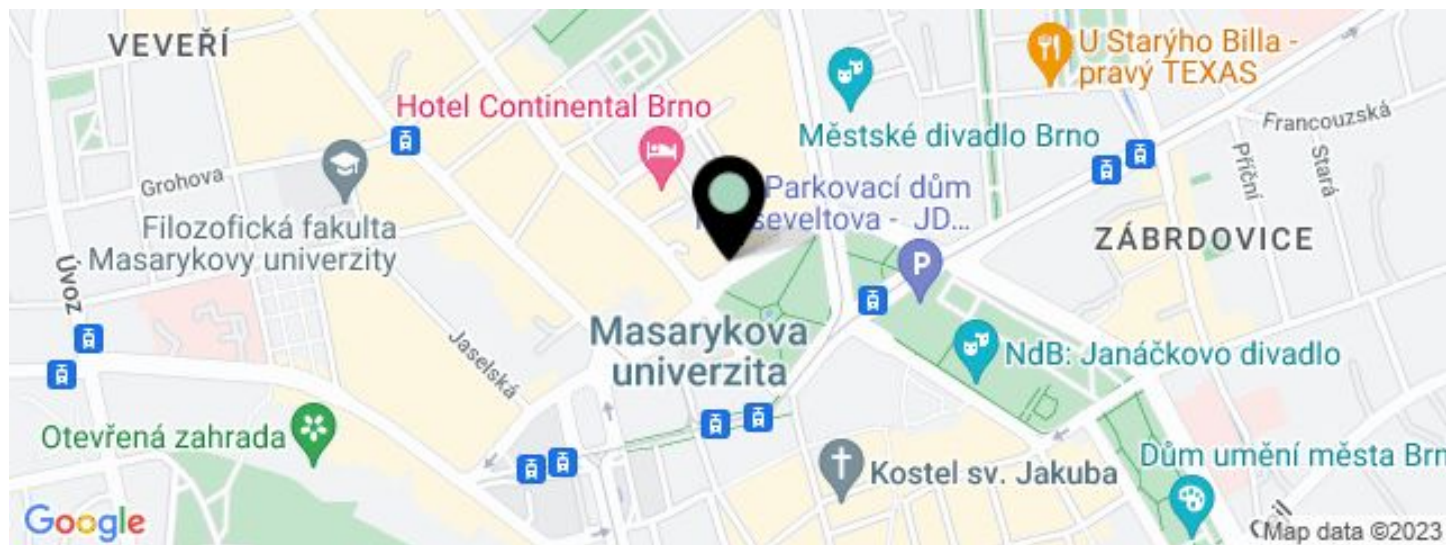 VEVEŘÍ
U Starýho Billa -
pravý TEXAS
Hotel Continental Brno
Městské divadlo Brno
Francouzská
Příční
Stará
Grohova
Parkovací dům
seveltova - JD...
Filozofická fakulta
Masarykovy univerzity
ZÁBRDOVICE
P
Úvoz
Masarykova
univerzita
Jaselská
NdB: Janáčkovo divadlo
Otevřená zahrada
Kostel sv. Jakuba
Dům umění města Brn
Google
Map data ©2023